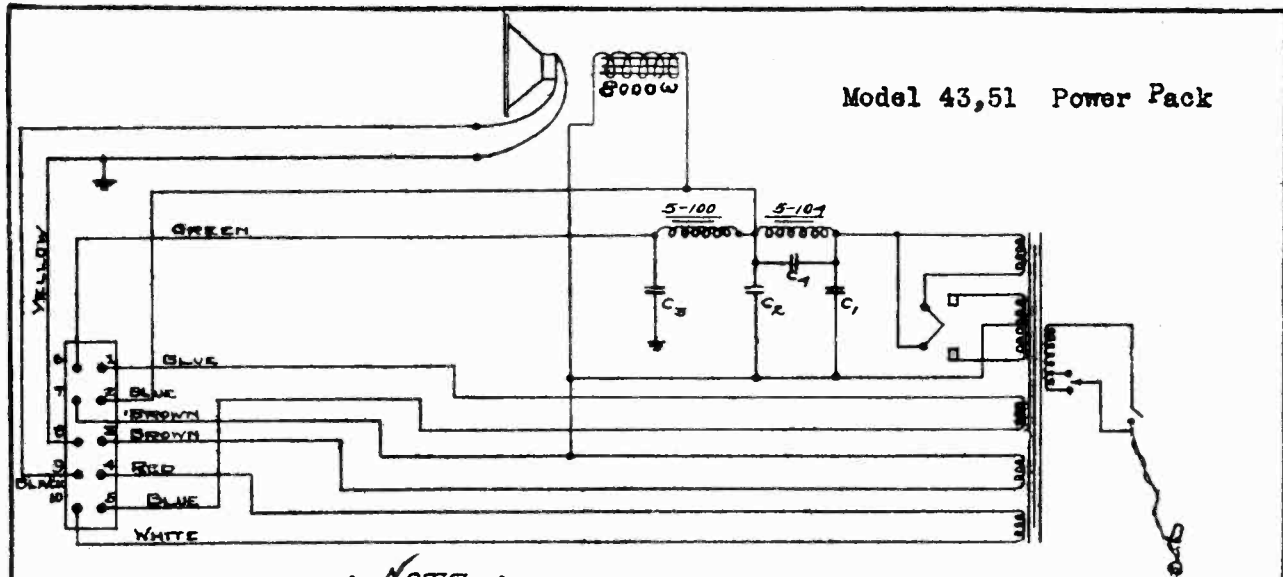 8000ω
Model 43,51 Power Pack
5-100
5-104
GREEN
C4
C3
C2
C1
YELLOW
6 1 BLUE
7 2 BLUE
BROWN
8 3 BROWN
9 4 RED
BLACK
10 5 BLUE
WHITE
NOTE